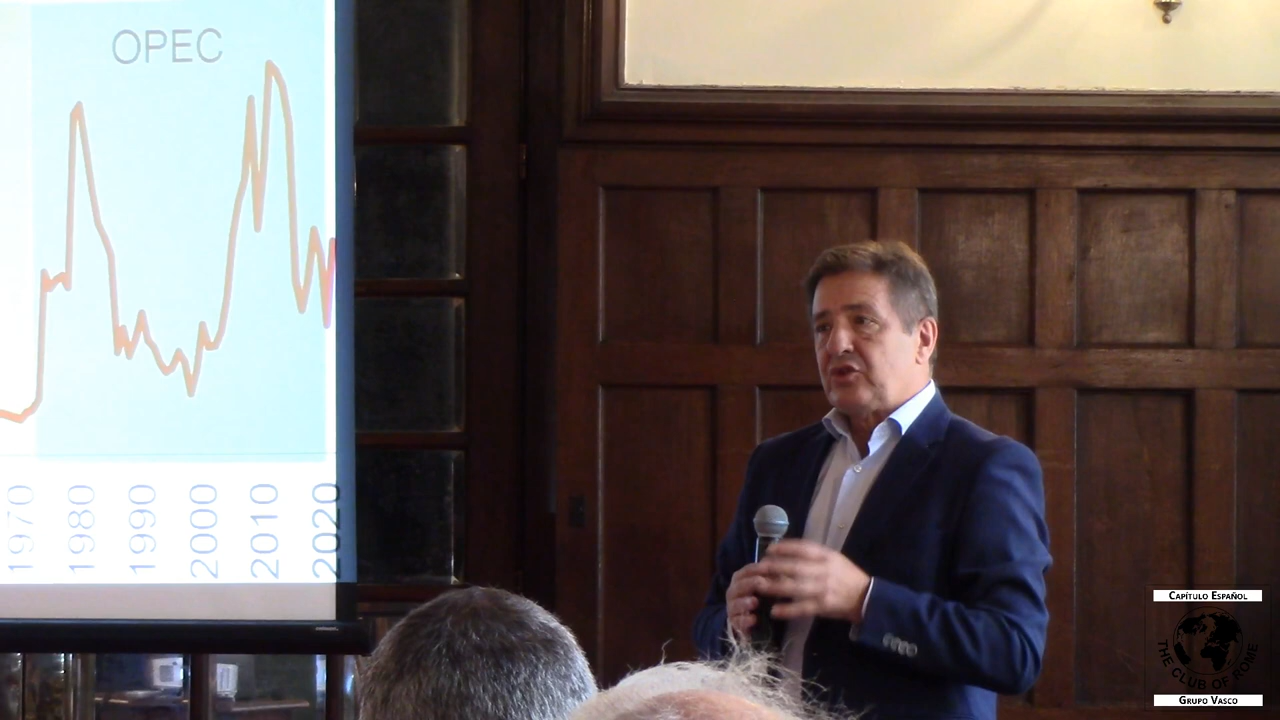 OPEC
1970
1980
1990
2000
2010
2020
CAPÍTULO ESPAÑOL
THE CLUB OF ROME
GRUPO VASCO